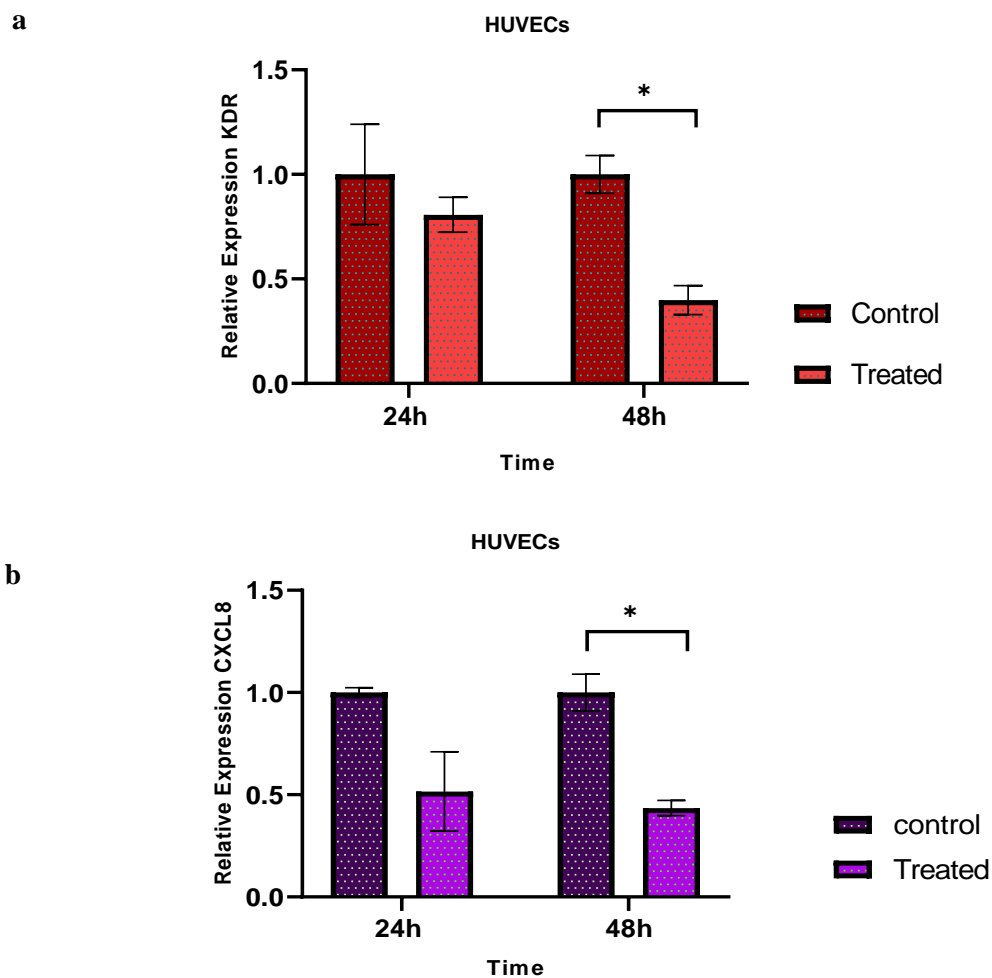 a
HUVECs
Relative Expression KDR
1.5
1.0
0.5
0.0
*
24h
48h
Time
Control
Treated
b
HUVECs
Relative Expression CXCL8
1.5
1.0
0.5
0.0
*
24h
48h
Time
control
Treated